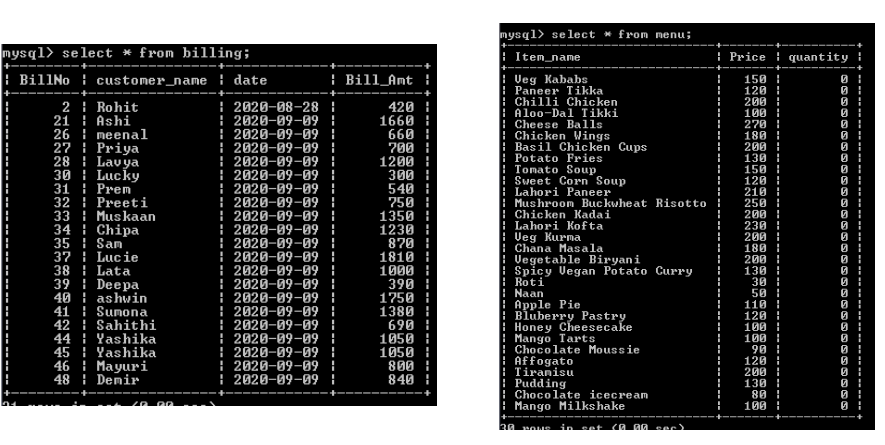 mysql> select * from billing;
| BillNo | customer_name | date | Bill_Amt |
| 2 | Rohit | 2020-08-28 | 420 |
| 21 | Ashi | 2020-09-09 | 1660 |
| 26 | meenal | 2020-09-09 | 660 |
| 27 | Priya | 2020-09-09 | 700 |
| 28 | Lavya | 2020-09-09 | 1200 |
| 30 | Lucky | 2020-09-09 | 300 |
| 31 | Prem | 2020-09-09 | 540 |
| 32 | Preeti | 2020-09-09 | 750 |
| 33 | Muskaan | 2020-09-09 | 1350 |
| 34 | Chipa | 2020-09-09 | 1230 |
| 35 | Sam | 2020-09-09 | 870 |
| 37 | Lucie | 2020-09-09 | 1810 |
| 38 | Lata | 2020-09-09 | 1000 |
| 39 | Deepa | 2020-09-09 | 390 |
| 40 | ashwin | 2020-09-09 | 1750 |
| 41 | Sumona | 2020-09-09 | 1380 |
| 42 | Sahithi | 2020-09-09 | 690 |
| 44 | Yashika | 2020-09-09 | 1050 |
| 45 | Yashika | 2020-09-09 | 1050 |
| 46 | Mayuri | 2020-09-09 | 800 |
| 48 | Demir | 2020-09-09 | 840 |
21 rows in set (0.00 sec)
mysql> select * from menu;
| Item_name | Price | quantity |
| Veg Kababs | 150 | 0 |
| Paneer Tikka | 120 | 0 |
| Chilli Chicken | 200 | 0 |
| Aloo-Dal Tikki | 100 | 0 |
| Cheese Balls | 270 | 0 |
| Chicken Wings | 180 | 0 |
| Basil Chicken Cups | 200 | 0 |
| Potato Fries | 130 | 0 |
| Tomato Soup | 150 | 0 |
| Sweet Corn Soup | 120 | 0 |
| Lahori Paneer | 210 | 0 |
| Mushroom Buckwheat Risotto | 250 | 0 |
| Chicken Kadai | 200 | 0 |
| Lahori Kofta | 230 | 0 |
| Veg Kurma | 200 | 0 |
| Chana Masala | 180 | 0 |
| Vegetable Biryani | 200 | 0 |
| Spicy Vegan Potato Curry | 130 | 0 |
| Roti | 30 | 0 |
| Naan | 50 | 0 |
| Apple Pie | 110 | 0 |
| Bluberry Pastry | 120 | 0 |
| Honey Cheesecake | 100 | 0 |
| Mango Tarts | 100 | 0 |
| Chocolate Moussie | 90 | 0 |
| Affogato | 120 | 0 |
| Tiramisu | 200 | 0 |
| Pudding | 130 | 0 |
| Chocolate icecream | 80 | 0 |
| Mango Milkshake | 100 | 0 |
30 rows in set (0.00 sec)